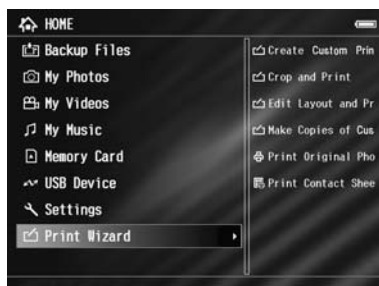 HOME
Backup Files
My Photos
My Videos
My Music
Memory Card
USB Device
Settings
Print Wizard
Create Custom Prin
Crop and Print
Edit Layout and Pr
Make Copies of Cus
Print Original Pho
Print Contact Shee